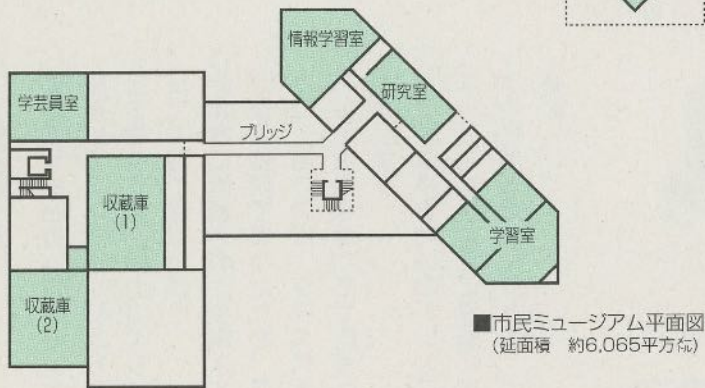 情報学習室
学芸員室
研究室
ブリッジ
収蔵庫
(1)
学習室
収蔵庫
(2)
■市民ミュージアム平面図
(延面積 約6,065平方㍍)